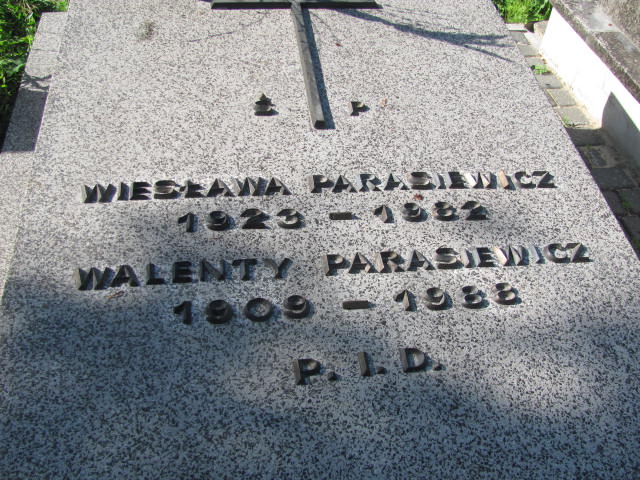 Ś P
WIESŁAWA PARASIEWICZ
1923 - 1982
WALENTY PARASIEWICZ
1909 - 1988
P. I. D.